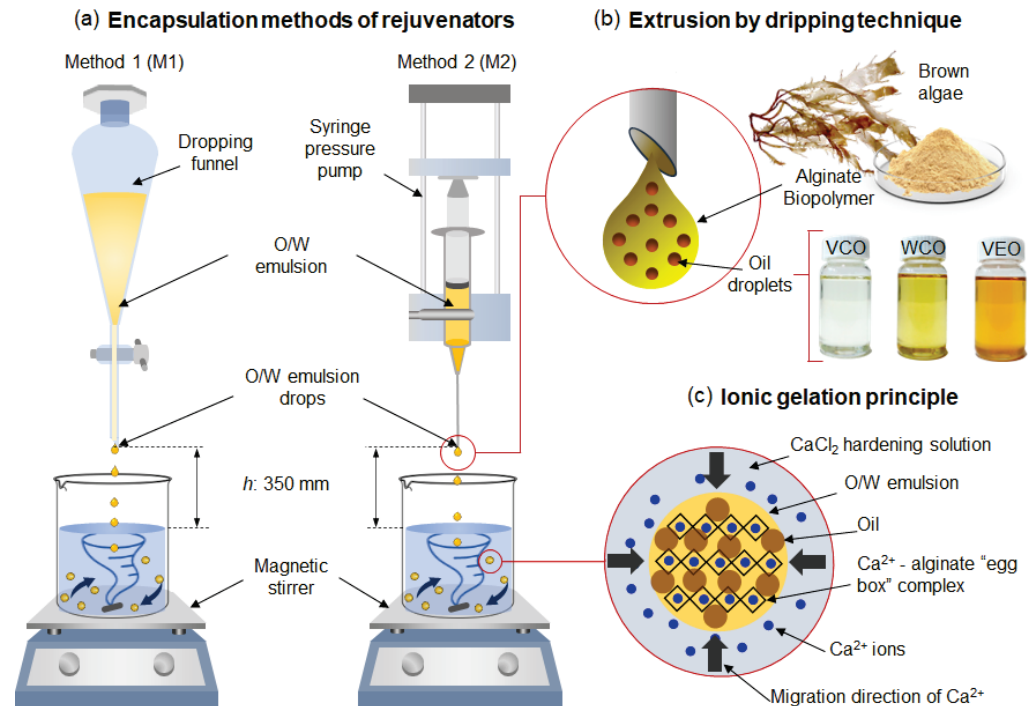 (a) Encapsulation methods of rejuvenators
Method 1 (M1)
Method 2 (M2)
Dropping
funnel
Syringe
pressure
pump
O/W
emulsion
O/W emulsion
drops
h: 350 mm
Magnetic
stirrer
(b) Extrusion by dripping technique
Brown
algae
Alginate
Biopolymer
Oil
droplets
VCO
WCO
VEO
(c) Ionic gelation principle
CaCl₂ hardening solution
O/W emulsion
Oil
Ca²⁺ - alginate “egg
box” complex
Ca²⁺ ions
Migration direction of Ca²⁺